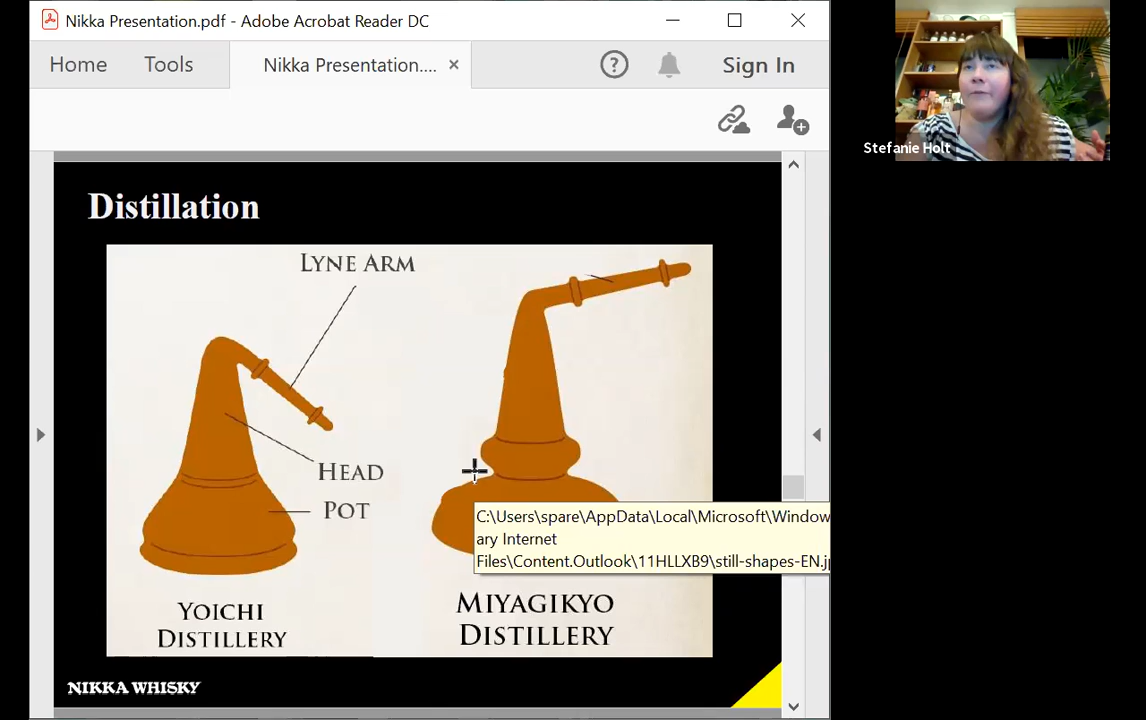 Nikka Presentation.pdf - Adobe Acrobat Reader DC
Home
Tools
Nikka Presentation....
Sign In
Stefanie Holt
Distillation
LYNE ARM
HEAD
POT
C:\Users\spare\AppData\Local\Microsoft\Window
ary Internet
Files\Content.Outlook\11HLLXB9\still-shapes-EN.j
YOICHI
DISTILLERY
MIYAGIKYO
DISTILLERY
NIKKA WHISKY